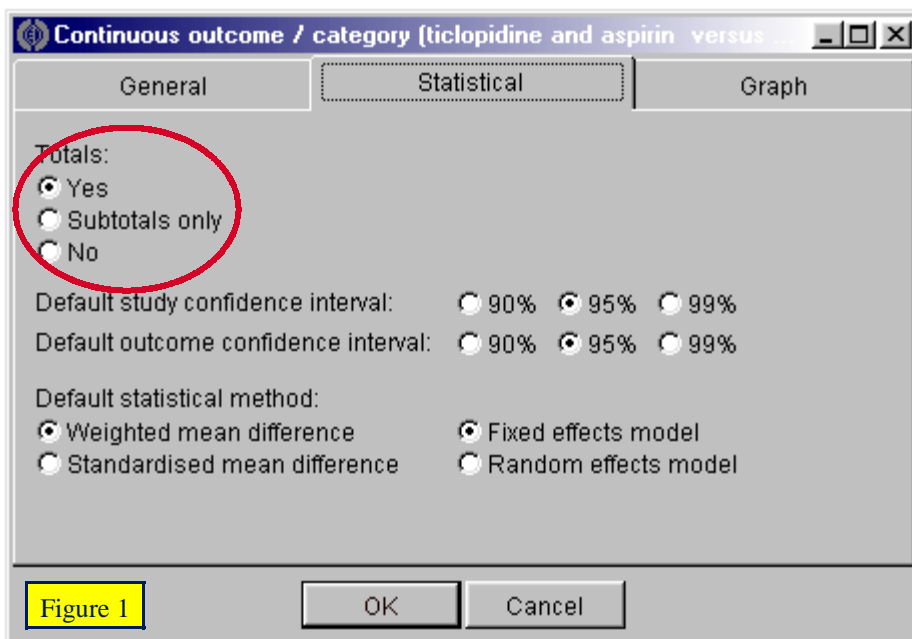 Continuous outcome / category (ticlopidine and aspirin versus ...
General Statistical Graph
Totals:
Yes
Subtotals only
No
Default study confidence interval: 90% 95% 99%
Default outcome confidence interval: 90% 95% 99%
Default statistical method:
Weighted mean difference Fixed effects model
Standardised mean difference Random effects model
Figure 1 OK Cancel